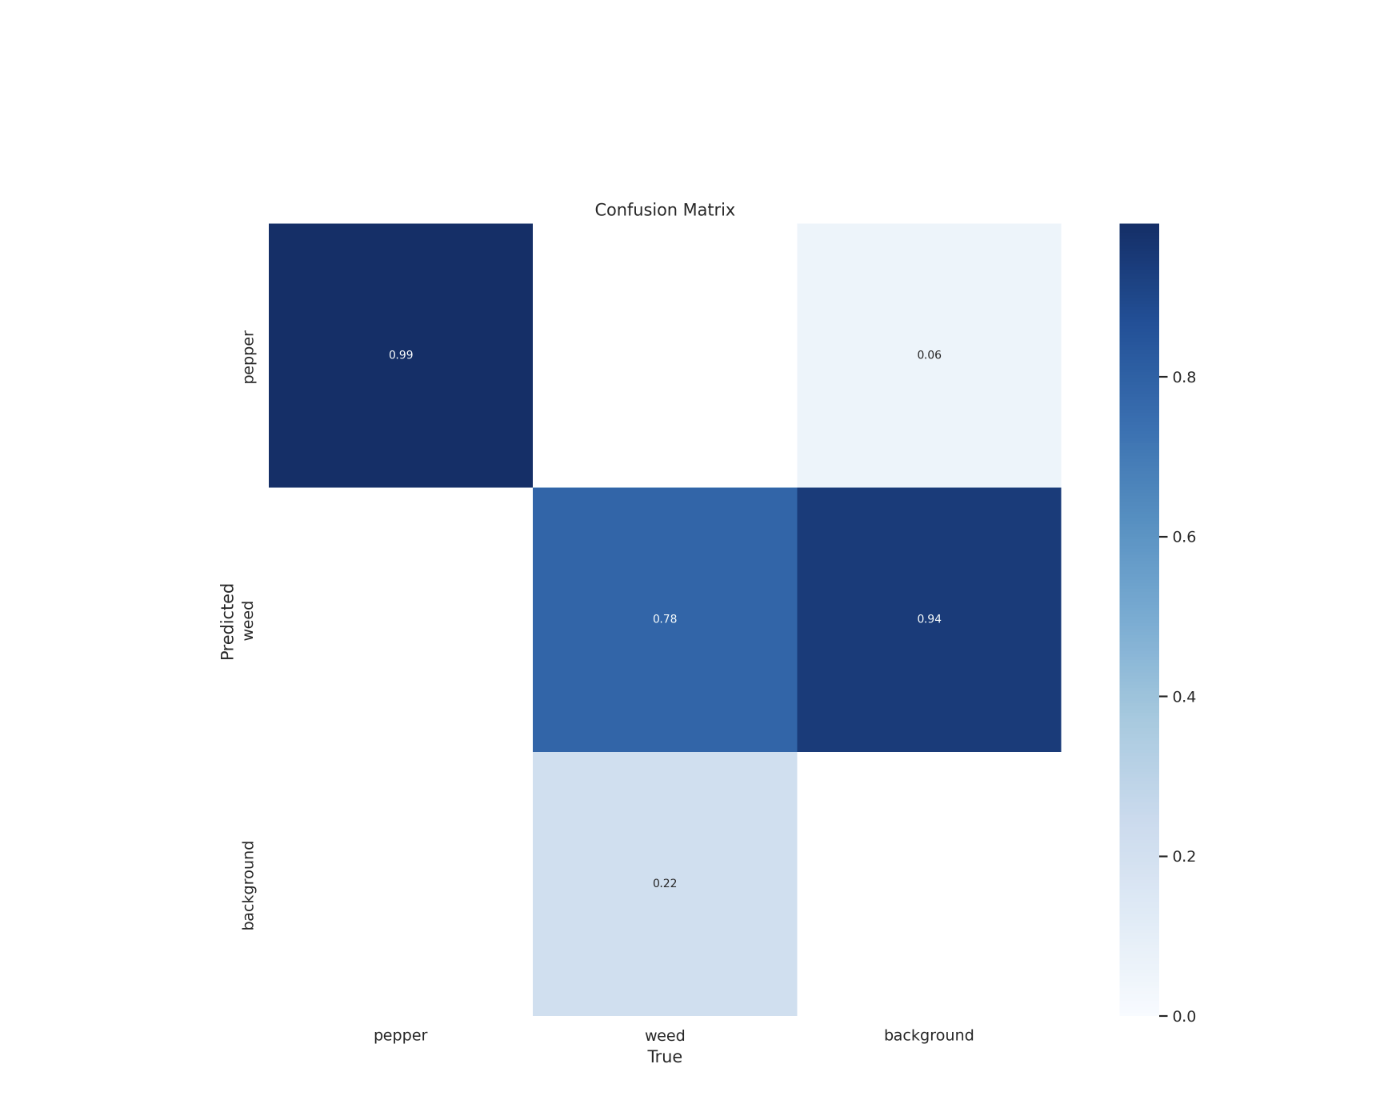 Confusion Matrix
pepper
0.99
0.06
0.8
0.6
Predicted
weed
0.78
0.94
0.4
background
0.22
0.2
0.0
pepper
weed
background
True